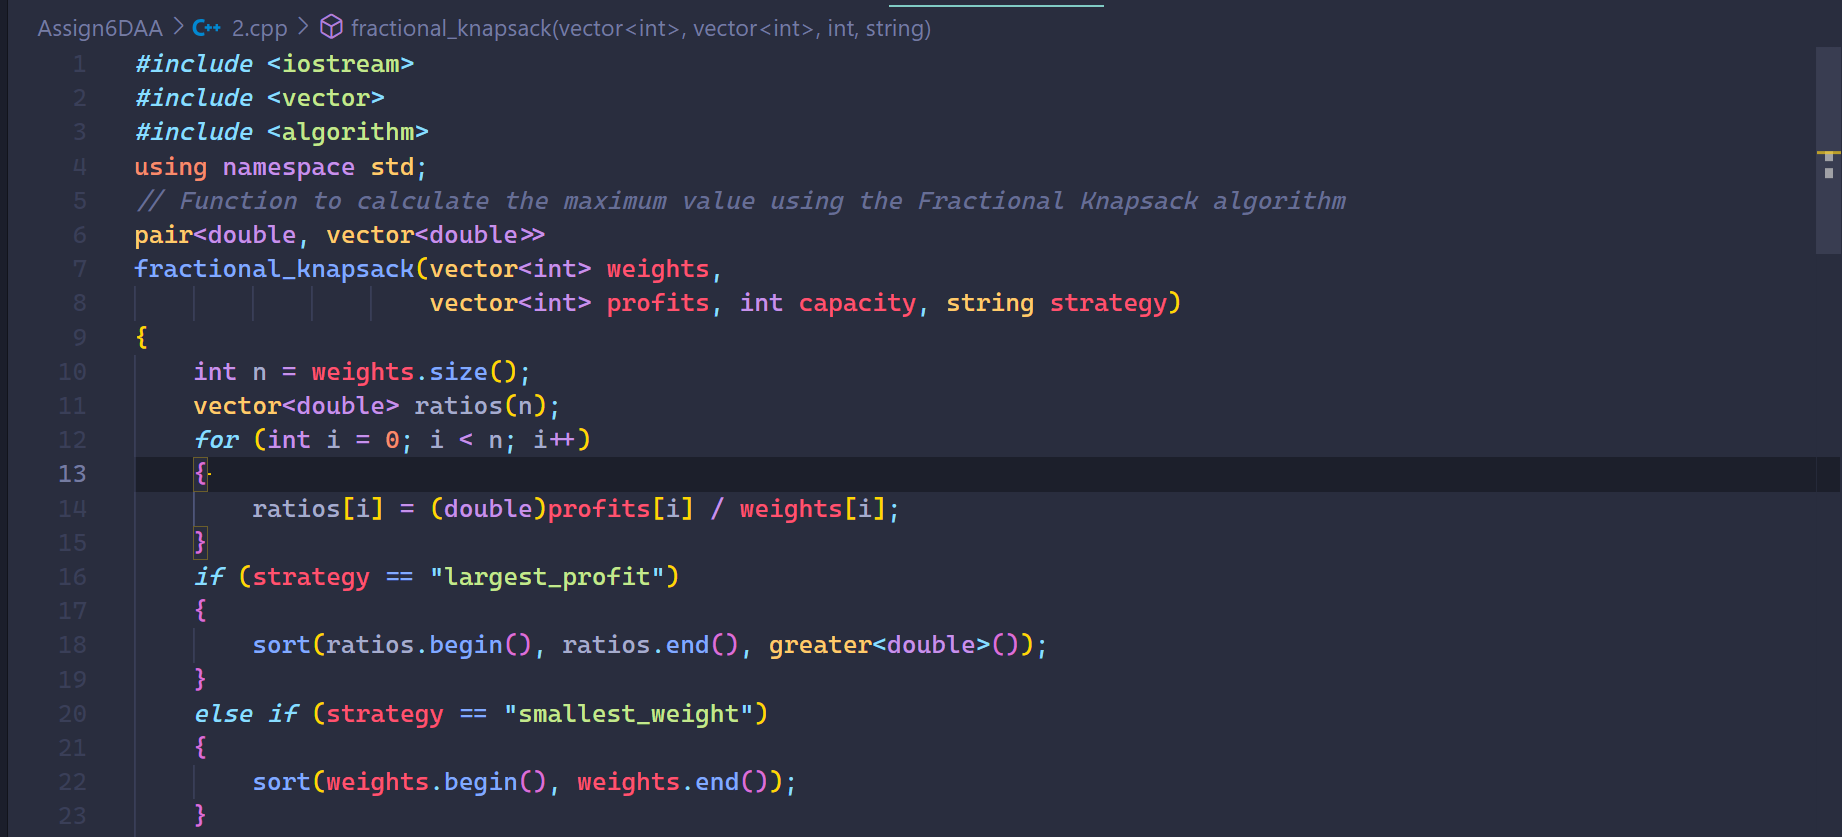 Assign6DAA > C++ 2.cpp > fractional_knapsack(vector<int>, vector<int>, int, string)
1 #include <iostream>
2 #include <vector>
3 #include <algorithm>
4 using namespace std;
5 // Function to calculate the maximum value using the Fractional Knapsack algorithm
6 pair<double, vector<double>>
7 fractional_knapsack(vector<int> weights,
8                     vector<int> profits, int capacity, string strategy)
9 {
10     int n = weights.size();
11     vector<double> ratios(n);
12     for (int i = 0; i < n; i++)
13     {
14         ratios[i] = (double)profits[i] / weights[i];
15     }
16     if (strategy == "largest_profit")
17     {
18         sort(ratios.begin(), ratios.end(), greater<double>());
19     }
20     else if (strategy == "smallest_weight")
21     {
22         sort(weights.begin(), weights.end());
23     }